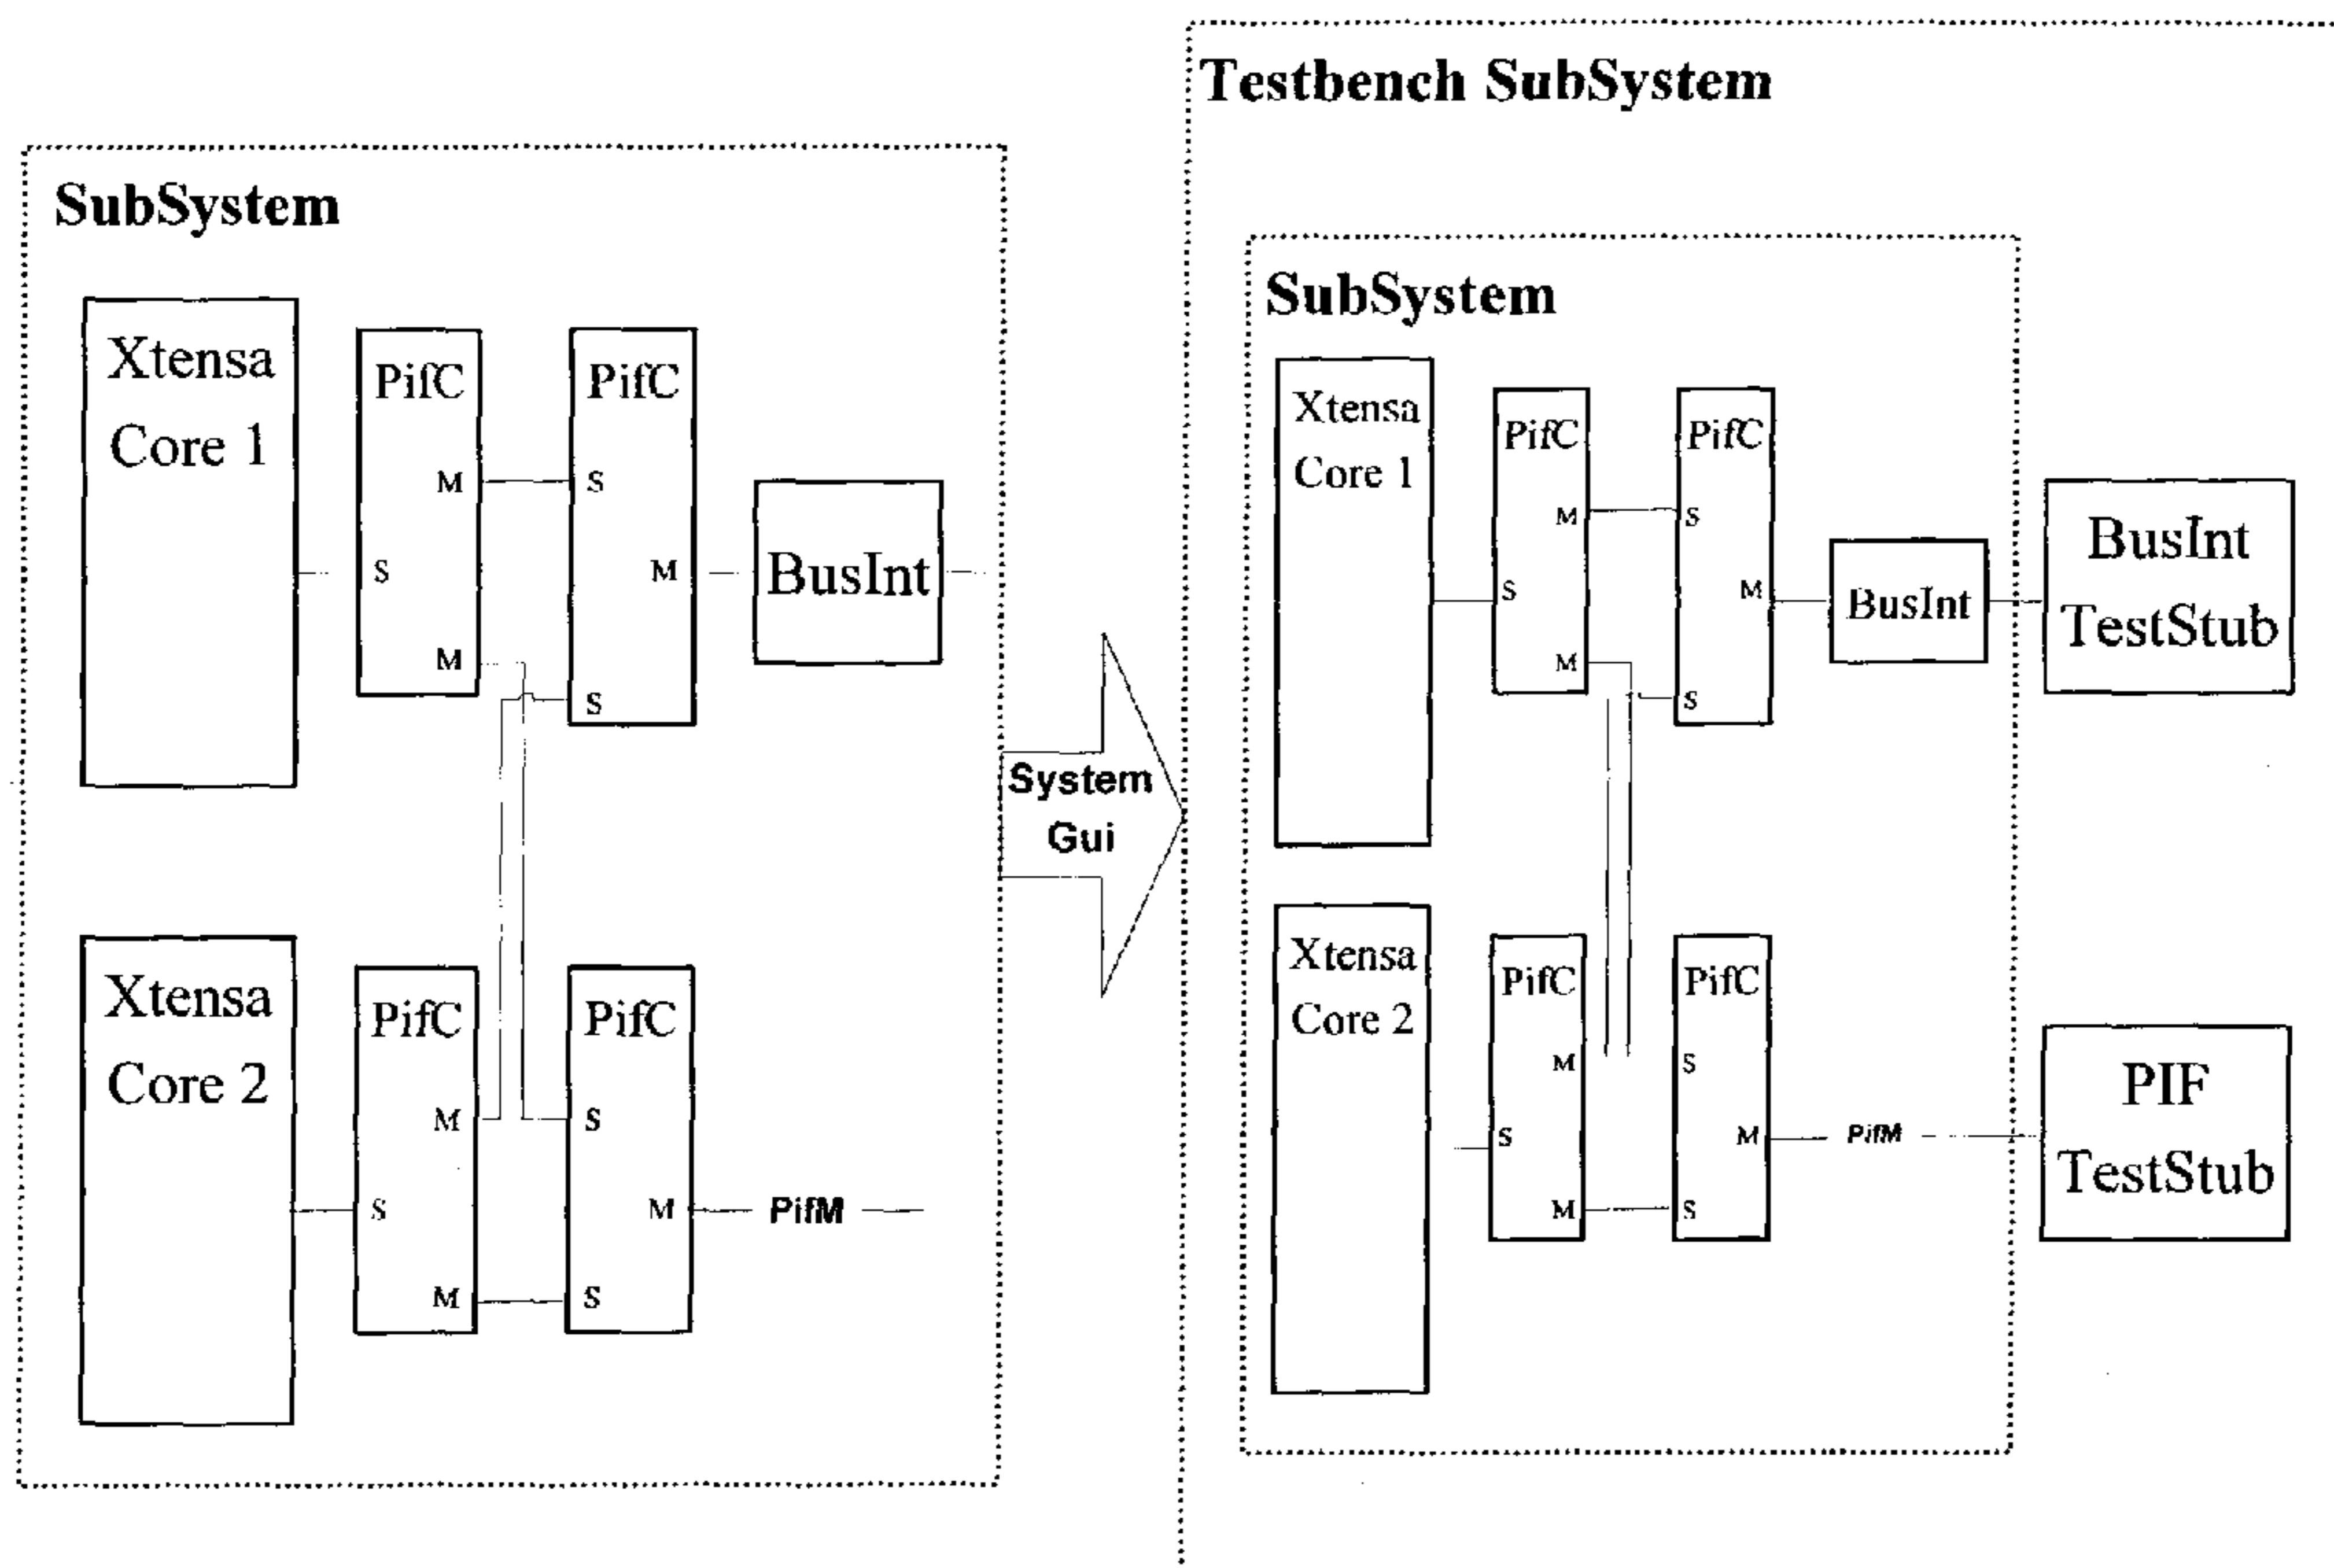 Testbench SubSystem
SubSystem
Xtensa
Core 1
PifC
M
S
M
PifC
S
M
S
BusInt
Xtensa
Core 2
PifC
M
S
M
PifC
S
M
S
PifM
System
Gui
SubSystem
Xtensa
Core 1
PifC
M
S
M
PifC
S
M
S
BusInt
BusInt
TestStub
Xtensa
Core 2
PifC
M
S
M
PifC
S
M
S
PifM
PIF
TestStub